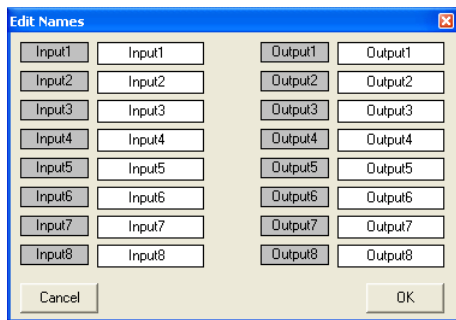 Edit Names
Input1 Input1 Output1 Output1
Input2 Input2 Output2 Output2
Input3 Input3 Output3 Output3
Input4 Input4 Output4 Output4
Input5 Input5 Output5 Output5
Input6 Input6 Output6 Output6
Input7 Input7 Output7 Output7
Input8 Input8 Output8 Output8
Cancel OK